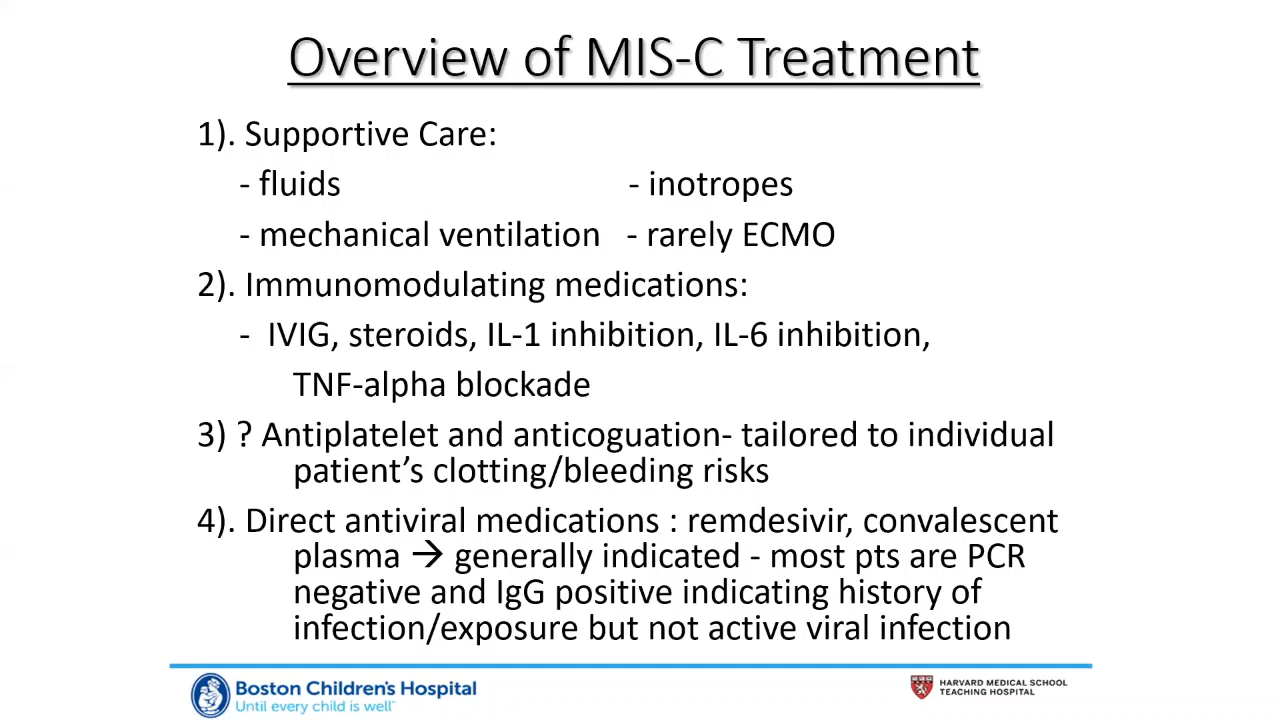 Overview of MIS-C Treatment
1). Supportive Care:
- fluids - inotropes
- mechanical ventilation - rarely ECMO
2). Immunomodulating medications:
- IVIG, steroids, IL-1 inhibition, IL-6 inhibition,
TNF-alpha blockade
3) ? Antiplatelet and anticoguation- tailored to individual
patient’s clotting/bleeding risks
4). Direct antiviral medications : remdesivir, convalescent
plasma → generally indicated - most pts are PCR
negative and IgG positive indicating history of
infection/exposure but not active viral infection
Boston Children's Hospital
Until every child is well™
HARVARD MEDICAL SCHOOL
TEACHING HOSPITAL